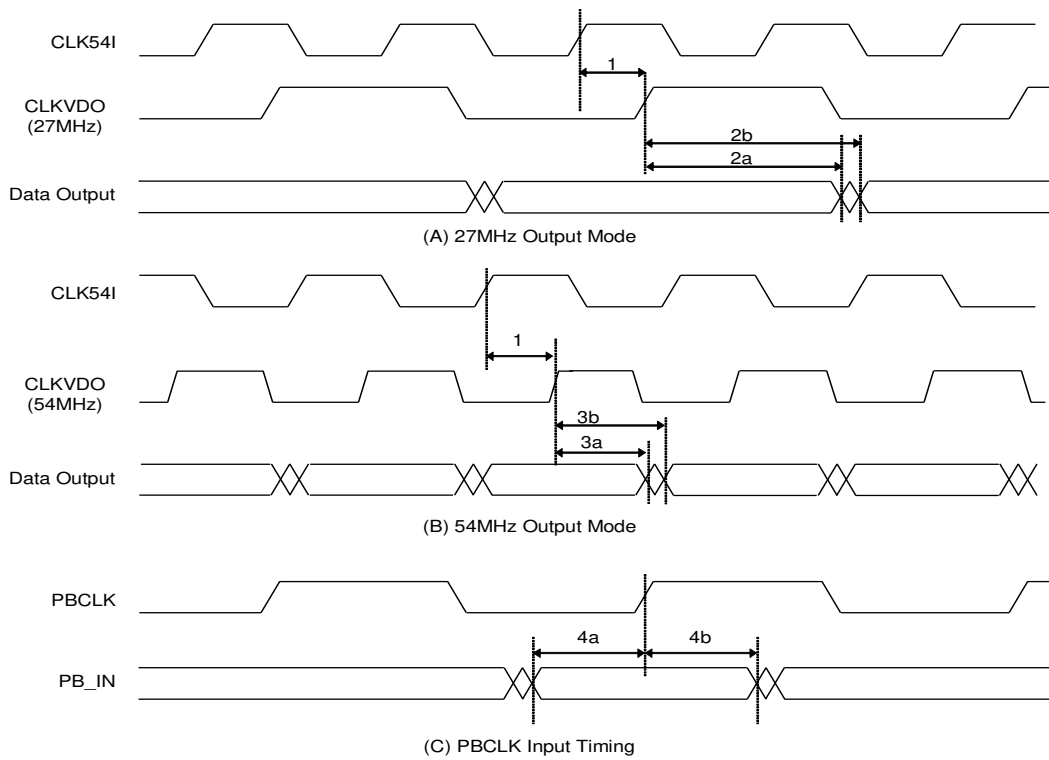 CLK54I
1
CLKVDO
(27MHz)
2b
2a
Data Output
(A) 27MHz Output Mode
CLK54I
1
CLKVDO
(54MHz)
3b
3a
Data Output
(B) 54MHz Output Mode
PBCLK
4a
4b
PB_IN
(C) PBCLK Input Timing